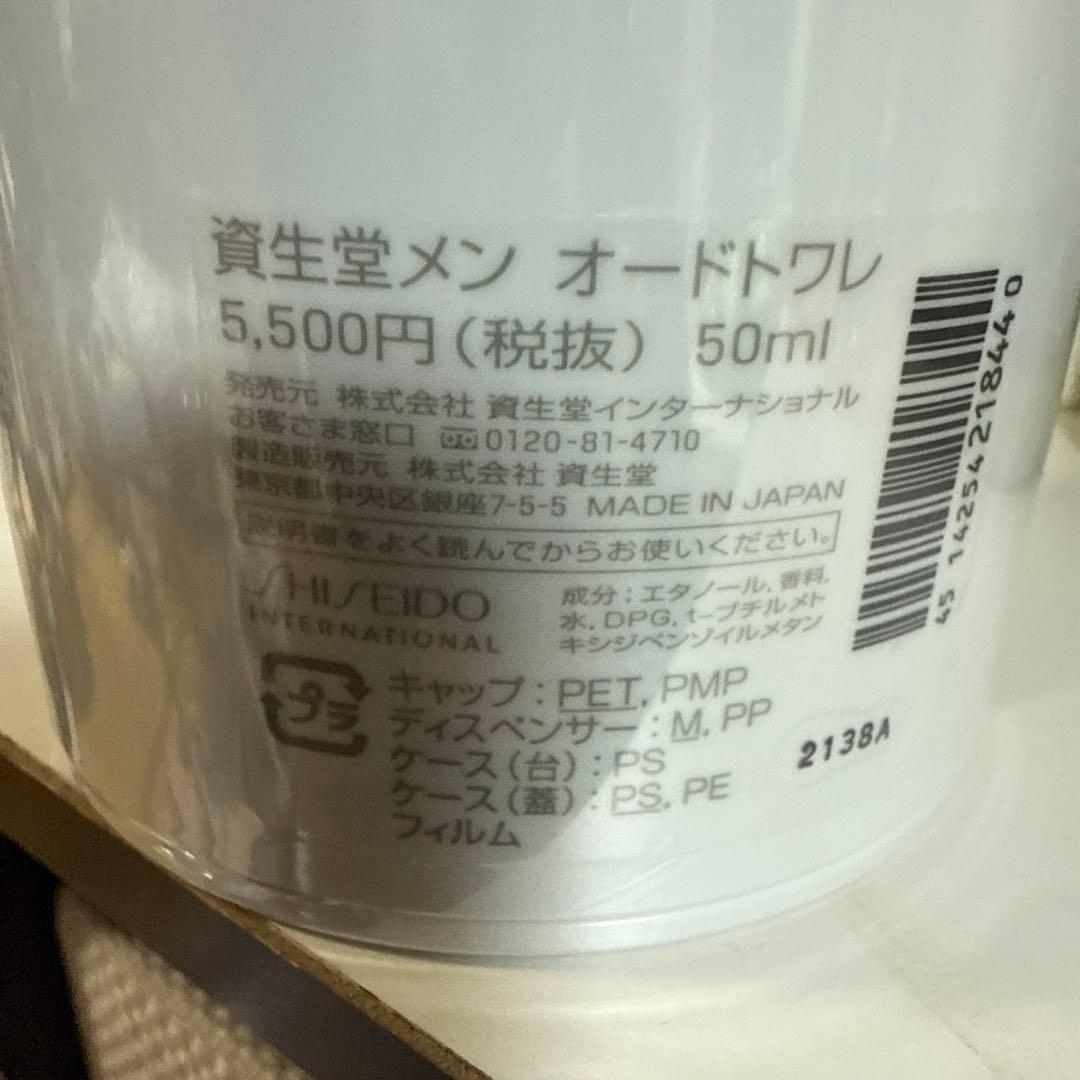 資生堂メン オードトワレ
5,500円(税抜) 50ml
発売元 株式会社 資生堂インターナショナル
お客さま窓口 0120-81-4710
製造販売元 株式会社 資生堂
東京都中央区銀座7-5-5 MADE IN JAPAN
説明書をよく読んでからお使いください。
SHISEIDO
INTERNATIONAL
成分:エタノール,香料,
水,DPG,t-ブチルメト
キシジベンゾイルメタン
プラ
キャップ:PET,PMP
ディスペンサー:M,PP
ケース(台):PS
ケース(蓋):PS,PE
フィルム
2138A
45 14254 218440